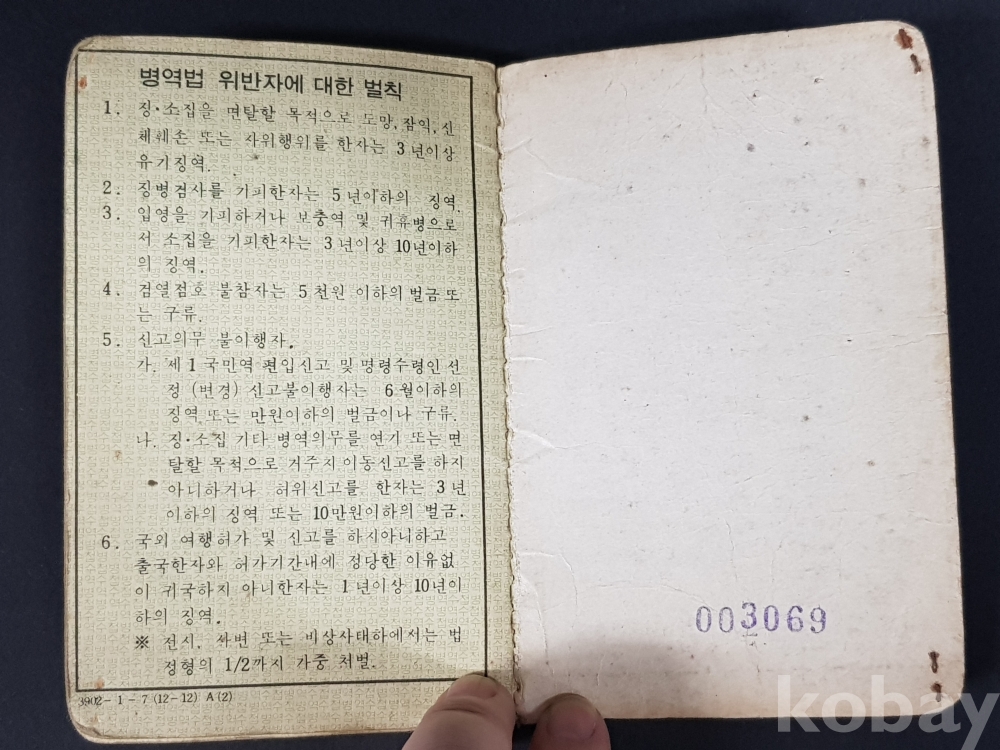 병역법 위반자에 대한 벌칙
1. 징·소집을 면탈할 목적으로 도망, 잠익, 신
체훼손 또는 사위행위를 한자는 3년이상
유기징역.
2. 징병검사를 기피한자는 5년이하의 징역.
3. 입영을 기피하거나 보충역 및 귀휴병으로
서 소집을 기피한자는 3년이상 10년이하
의 징역.
4. 검열점호 불참자는 5천원 이하의 벌금 또
는 구류.
5. 신고의무 불이행자.
가. 제1국민역 편입신고 및 명령수령인 선
정 (변경) 신고불이행자는 6월이하의
징역 또는 만원이하의 벌금이나 구류.
나. 징·소집 기타 병역의무를 연기 또는 면
탈할 목적으로 거주지 이동신고를 하지
아니하거나 허위신고를 한자는 3년
이하의 징역 또는 10만원이하의 벌금.
6. 국외 여행허가 및 신고를 하지아니하고
출국한자와 허가기간내에 정당한 이유없
이 귀국하지 아니한자는 1년이상 10년이
하의 징역.
※ 전시, 싸변 또는 비상사태하에서는 법
정형의 1/2까지 가중 처벌.
3902-1-7 (12-12) A(2)
003069
kobay